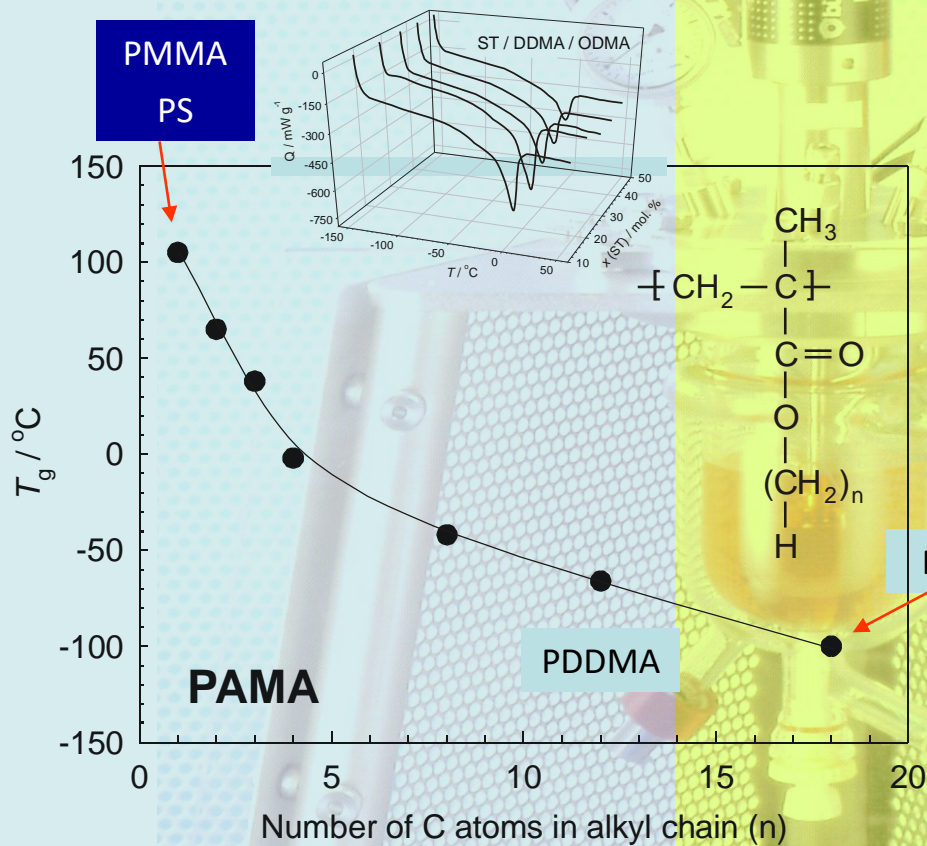 PMMA
PS
ST / DDMA / ODMA
Q / mW g⁻¹
0
-150
-300
-450
-600
-750
-150
-100
-50
0
50
T / °C
10
20
30
40
50
x (ST) / mol. %
150
100
50
0
-50
-100
-150
Tg / °C
CH₃
[CH₂—C]
C=O
O
(CH₂)n
H
PDDMA
PAMA
0
5
10
15
20
Number of C atoms in alkyl chain (n)